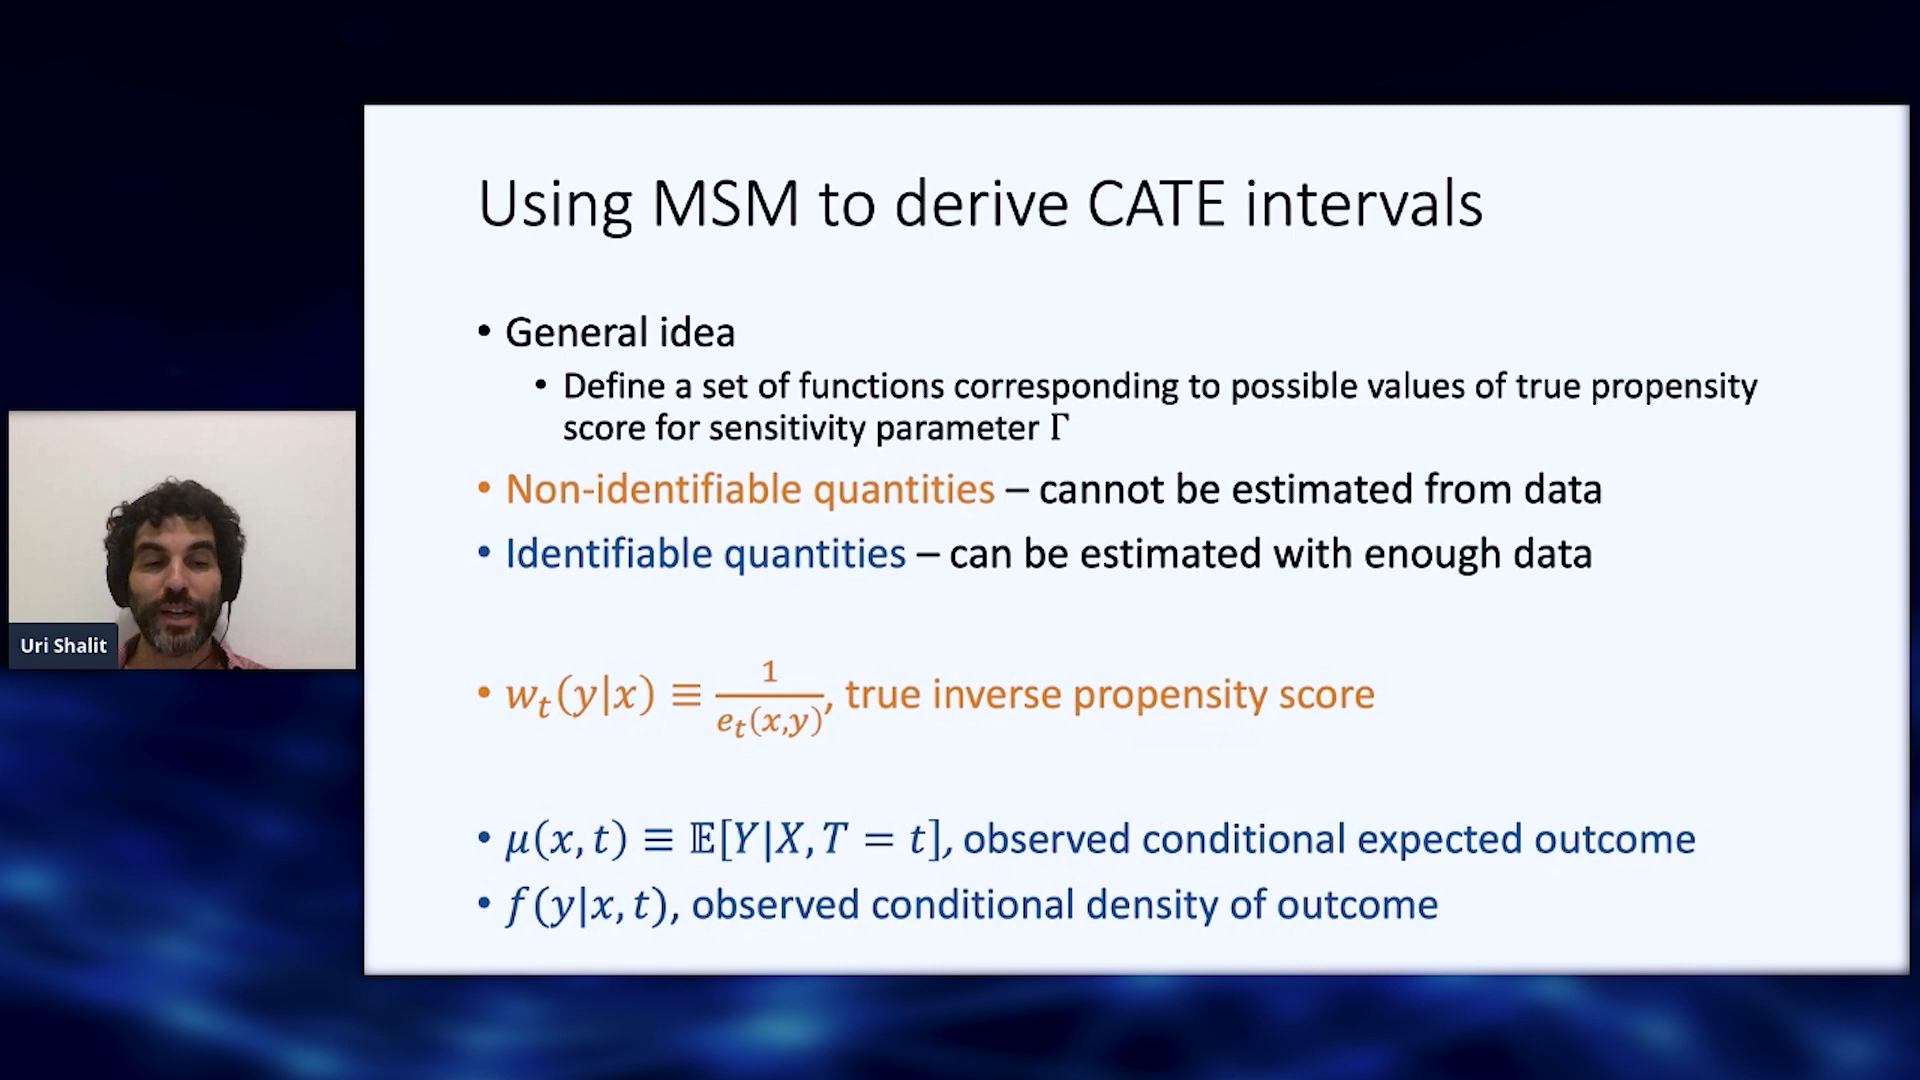 Using MSM to derive CATE intervals
• General idea
• Define a set of functions corresponding to possible values of true propensity
score for sensitivity parameter Γ
• Non-identifiable quantities – cannot be estimated from data
• Identifiable quantities – can be estimated with enough data
Uri Shalit
• w_t(y|x) ≡ 1/e_t(x,y), true inverse propensity score
• μ(x, t) ≡ 𝔼[Y|X, T = t], observed conditional expected outcome
• f(y|x, t), observed conditional density of outcome